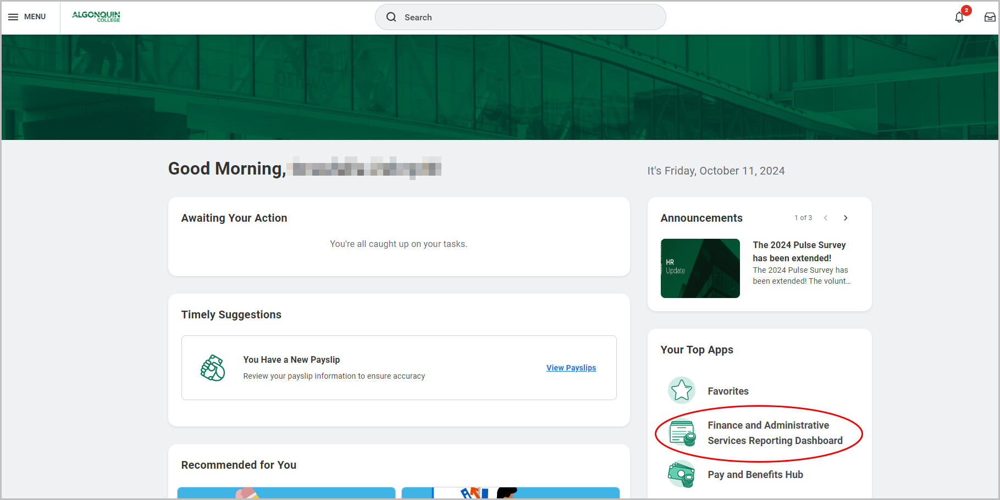 MENU
ALGONQUIN
COLLEGE
Search
2
OTTAWA
Good Morning,
It's Friday, October 11, 2024
Awaiting Your Action
You're all caught up on your tasks.
Announcements
1 of 3
HR
Update
The 2024 Pulse Survey
has been extended!
The 2024 Pulse Survey has
been extended! The volunt...
Timely Suggestions
You Have a New Payslip
Review your payslip information to ensure accuracy
View Payslips
Your Top Apps
Favorites
Finance and Administrative
Services Reporting Dashboard
Pay and Benefits Hub
Recommended for You